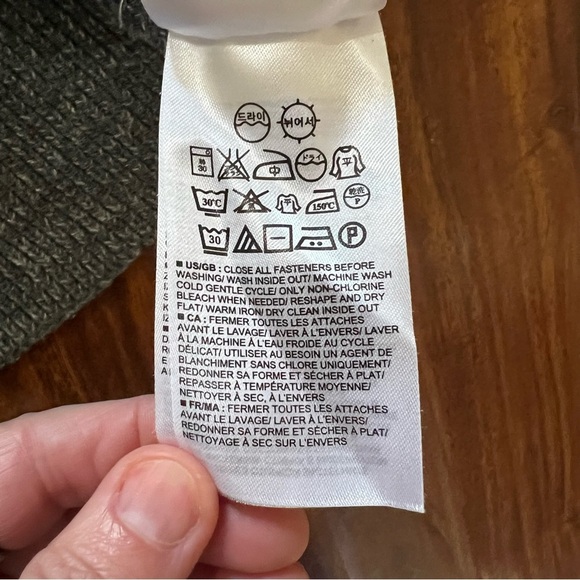 드라이 뉘어서
弱 30 中 ドライ 平
30°C 平 150°C 乾洗 P
30 P
■ US/GB : CLOSE ALL FASTENERS BEFORE
WASHING/ WASH INSIDE OUT/ MACHINE WASH
COLD GENTLE CYCLE/ ONLY NON-CHLORINE
BLEACH WHEN NEEDED/ RESHAPE AND DRY
FLAT/ WARM IRON/ DRY CLEAN INSIDE OUT
■ CA : FERMER TOUTES LES ATTACHES
AVANT LE LAVAGE/ LAVER À L'ENVERS/ LAVER
À LA MACHINE À L'EAU FROIDE AU CYCLE
DÉLICAT/ UTILISER AU BESOIN UN AGENT DE
BLANCHIMENT SANS CHLORE UNIQUEMENT/
REDONNER SA FORME ET SÉCHER À PLAT/
REPASSER À TEMPÉRATURE MOYENNE/
NETTOYER À SEC, À L'ENVERS
■ FR/MA : FERMER TOUTES LES ATTACHES
AVANT LE LAVAGE/ LAVER À L'ENVERS/
REDONNER SA FORME ET SÉCHER À PLAT/
NETTOYAGE À SEC SUR L'ENVERS